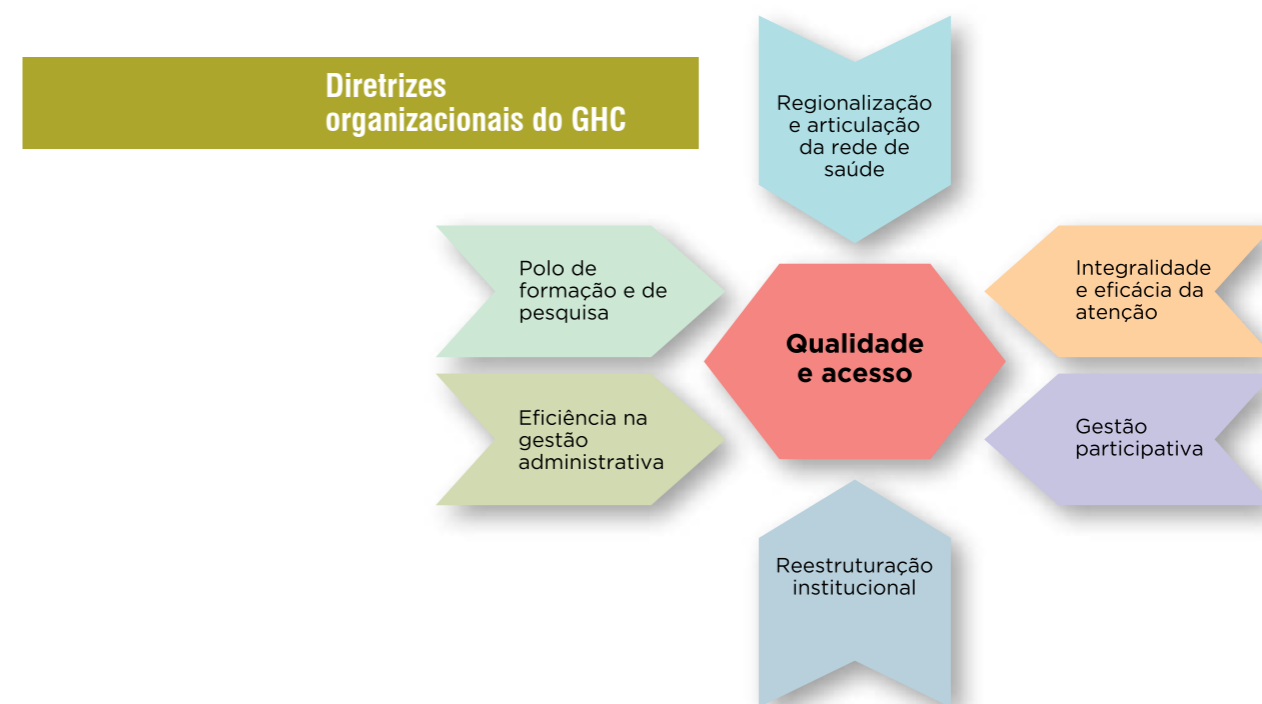 Diretrizes
organizacionais do GHC
Regionalização
e articulação
da rede de
saúde
Polo de
formação e de
pesquisa
Integralidade
e eficácia da
atenção
Qualidade
e acesso
Eficiência na
gestão
administrativa
Gestão
participativa
Reestruturação
institucional